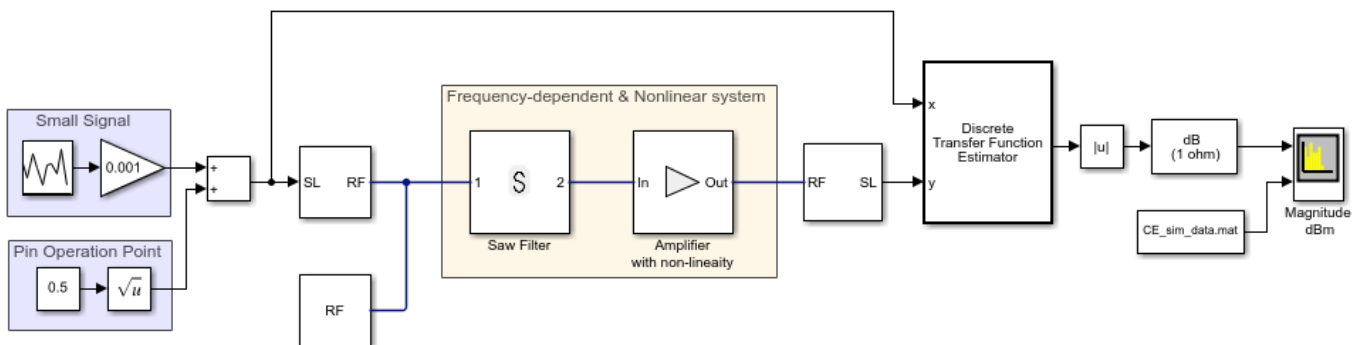 Frequency-dependent & Nonlinear system
Small Signal
0.001
+
+
SL
RF
1
S
2
Saw Filter
In
Out
Amplifier
with non-lineaity
RF
SL
x
y
Discrete
Transfer Function
Estimator
|u|
dB
(1 ohm)
Magnitude
dBm
CE_sim_data.mat
Pin Operation Point
0.5
√u
RF